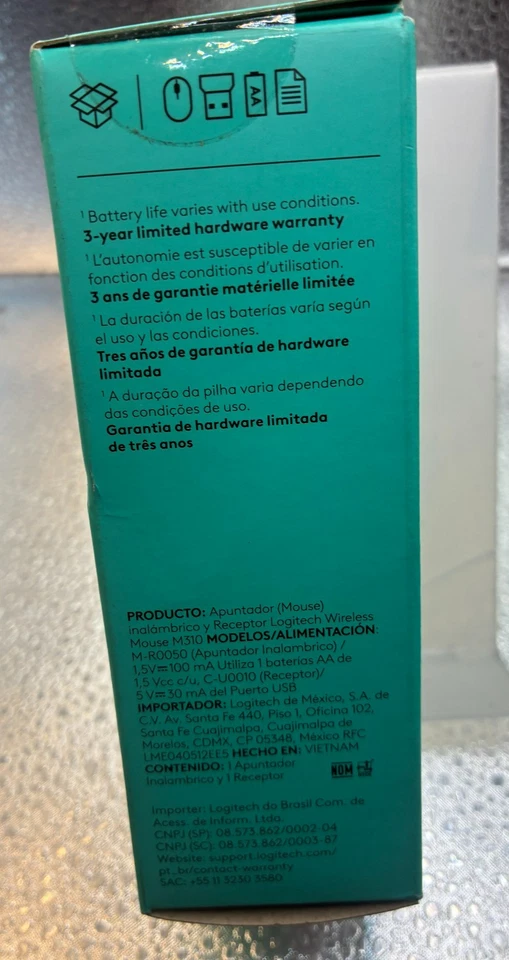 AA
¹ Battery life varies with use conditions.
3-year limited hardware warranty
¹ L'autonomie est susceptible de varier en
fonction des conditions d'utilisation.
3 ans de garantie matérielle limitée
¹ La duración de las baterías varía según
el uso y las condiciones.
Tres años de garantía de hardware
limitada
¹ A duração da pilha varia dependendo
das condições de uso.
Garantia de hardware limitada
de três anos
PRODUCTO: Apuntador (Mouse)
inalámbrico y Receptor Logitech Wireless
Mouse M310 MODELOS/ALIMENTACIÓN:
M-R0050 (Apuntador Inalambrico) /
1,5V⎓100 mA Utiliza 1 baterias AA de
1,5 Vcc c/u, C-U0010 (Receptor)/
5 V⎓30 mA del Puerto USB
IMPORTADOR: Logitech de México, S.A. de
C.V. Av. Santa Fe 440, Piso 1, Oficina 102,
Santa Fe Cuajimalpa, Cuajimalpa de
Morelos, CDMX, CP 05348, México RFC
LME040512EE5 HECHO EN: VIETNAM
CONTENIDO: 1 Apuntador
Inalambrico y 1 Receptor
NOM
Importer: Logitech do Brasil Com. de
Acess. de Inform. Ltda.
CNPJ (SP): 08.573.862/0002-04
CNPJ (SC): 08.573.862/0003-87
Website: support.logitech.com/
pt_br/contact-warranty
SAC: +55 11 3230 3580